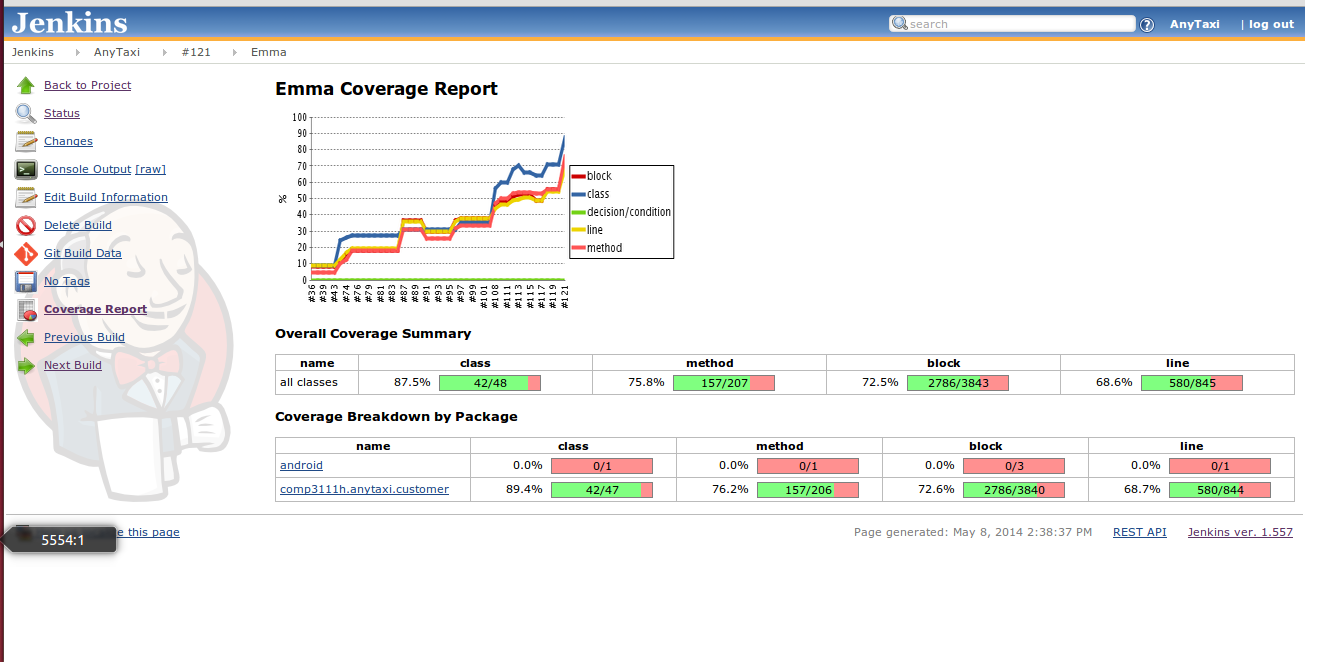 Jenkins
search
AnyTaxi
| log out
Jenkins AnyTaxi #121 Emma
Back to Project
Status
Changes
Console Output [raw]
Edit Build Information
Delete Build
Git Build Data
No Tags
Coverage Report
Previous Build
Next Build
Emma Coverage Report
100
90
80
70
60
50
40
30
20
10
0
%
#36 #39 #43 #74 #76 #79 #81 #83 #87 #89 #91 #93 #95 #97 #99 #101 #108 #111 #113 #115 #117 #119 #121
block
class
decision/condition
line
method
Overall Coverage Summary
name class method block line
all classes 87.5% 42/48 75.8% 157/207 72.5% 2786/3843 68.6% 580/845
Coverage Breakdown by Package
name class method block line
android 0.0% 0/1 0.0% 0/1 0.0% 0/3 0.0% 0/1
comp3111h.anytaxi.customer 89.4% 42/47 76.2% 157/206 72.6% 2786/3840 68.7% 580/844
5554:1
this page
Page generated: May 8, 2014 2:38:37 PM REST API Jenkins ver. 1.557